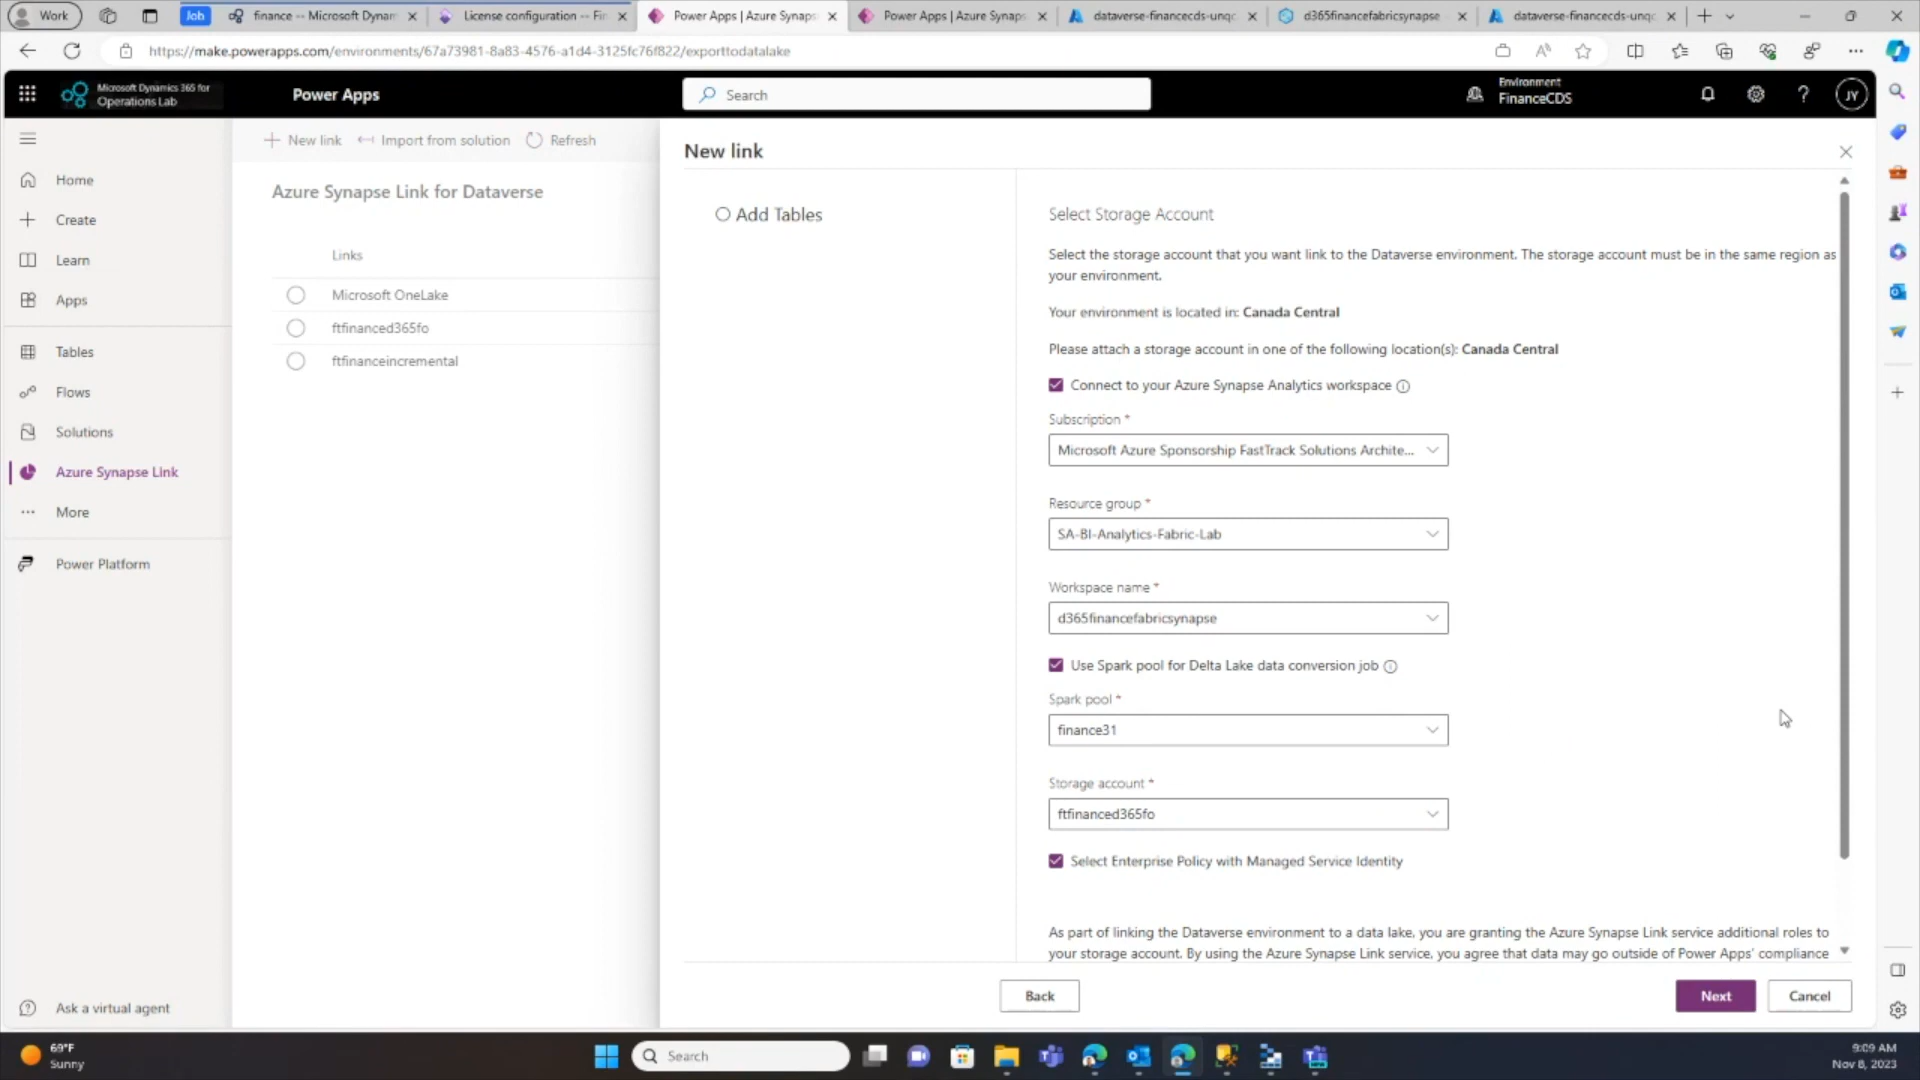 Work
Job
finance -- Microsoft Dynam
License configuration -- Fin
Power Apps | Azure Synaps
Power Apps | Azure Synaps
dataverse-financecds-unqc
d365financefabricsynapse
dataverse-financecds-unqc
https://make.powerapps.com/environments/67a73981-8a83-4576-a1d4-3125fc76f822/exporttodatalake
Microsoft Dynamics 365 for
Operations Lab
Power Apps
Search
Environment
FinanceCDS
JY
New link
Import from solution
Refresh
New link
Home
Create
Learn
Apps
Tables
Flows
Solutions
Azure Synapse Link
More
Power Platform
Ask a virtual agent
Azure Synapse Link for Dataverse
Links
Microsoft OneLake
ftfinanced365fo
ftfinanceincremental
Add Tables
Select Storage Account
Select the storage account that you want link to the Dataverse environment. The storage account must be in the same region as
your environment.
Your environment is located in: Canada Central
Please attach a storage account in one of the following location(s): Canada Central
Connect to your Azure Synapse Analytics workspace
Subscription *
Microsoft Azure Sponsorship FastTrack Solutions Archite...
Resource group *
SA-BI-Analytics-Fabric-Lab
Workspace name *
d365financefabricsynapse
Use Spark pool for Delta Lake data conversion job
Spark pool *
finance31
Storage account *
ftfinanced365fo
Select Enterprise Policy with Managed Service Identity
As part of linking the Dataverse environment to a data lake, you are granting the Azure Synapse Link service additional roles to
your storage account. By using the Azure Synapse Link service, you agree that data may go outside of Power Apps' compliance
Back
Next
Cancel
69°F
Sunny
Search
9:09 AM
Nov 8, 2023